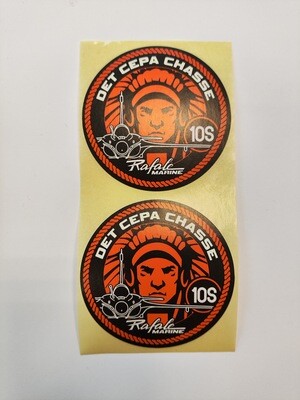 DET CEPA CHASSE
10S
Rafale
MARINE
DET CEPA CHASSE
10S
Rafale
MARINE